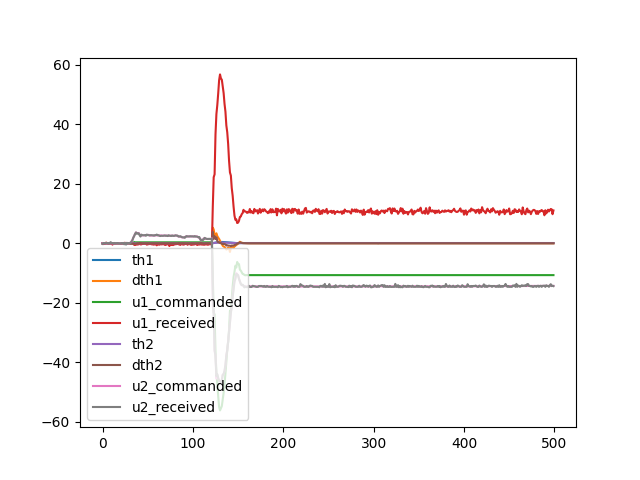 60
40
20
0
−20
−40
−60
th1
dth1
u1_commanded
u1_received
th2
dth2
u2_commanded
u2_received
0 100 200 300 400 500